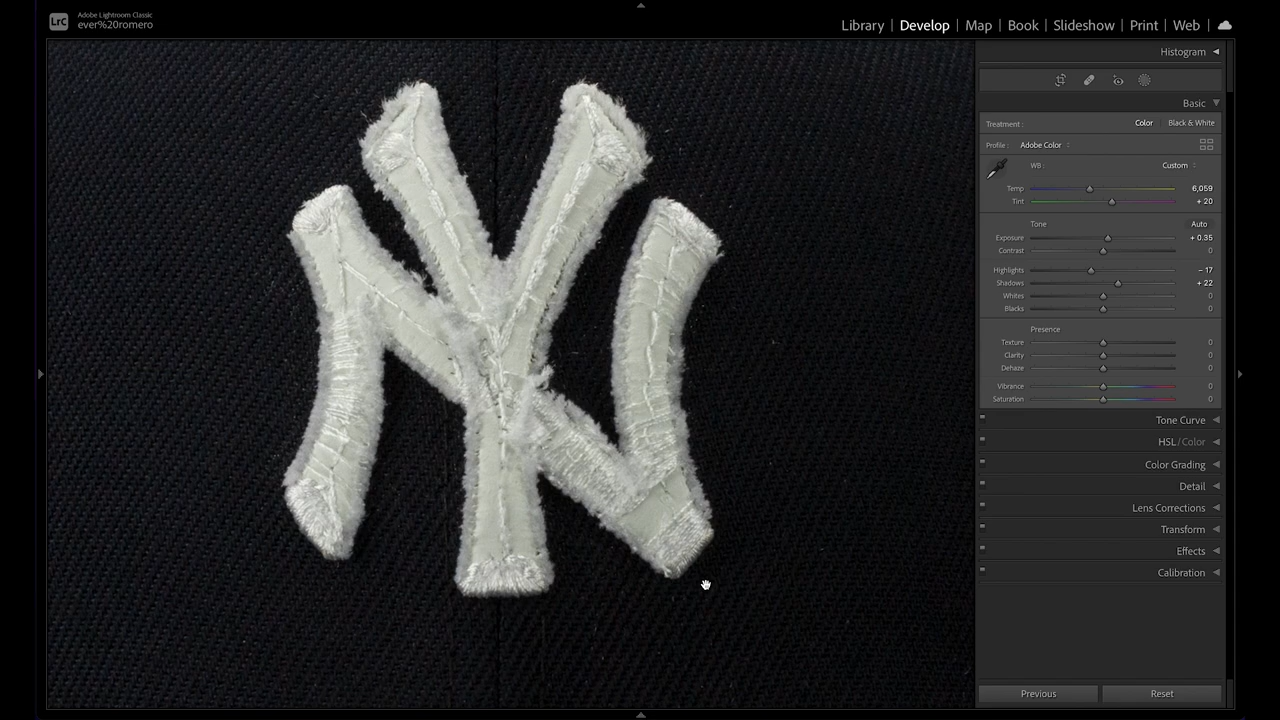 LrC
Adobe Lightroom Classic
ever%20romero
Library | Develop | Map | Book | Slideshow | Print | Web
Histogram
Basic
Treatment : Color Black & White
Profile : Adobe Color
WB : Custom
Temp 6,059
Tint + 20
Tone Auto
Exposure + 0.35
Contrast 0
Highlights – 17
Shadows + 22
Whites 0
Blacks 0
Presence
Texture 0
Clarity 0
Dehaze 0
Vibrance 0
Saturation 0
Tone Curve
HSL / Color
Color Grading
Detail
Lens Corrections
Transform
Effects
Calibration
Previous Reset
NY